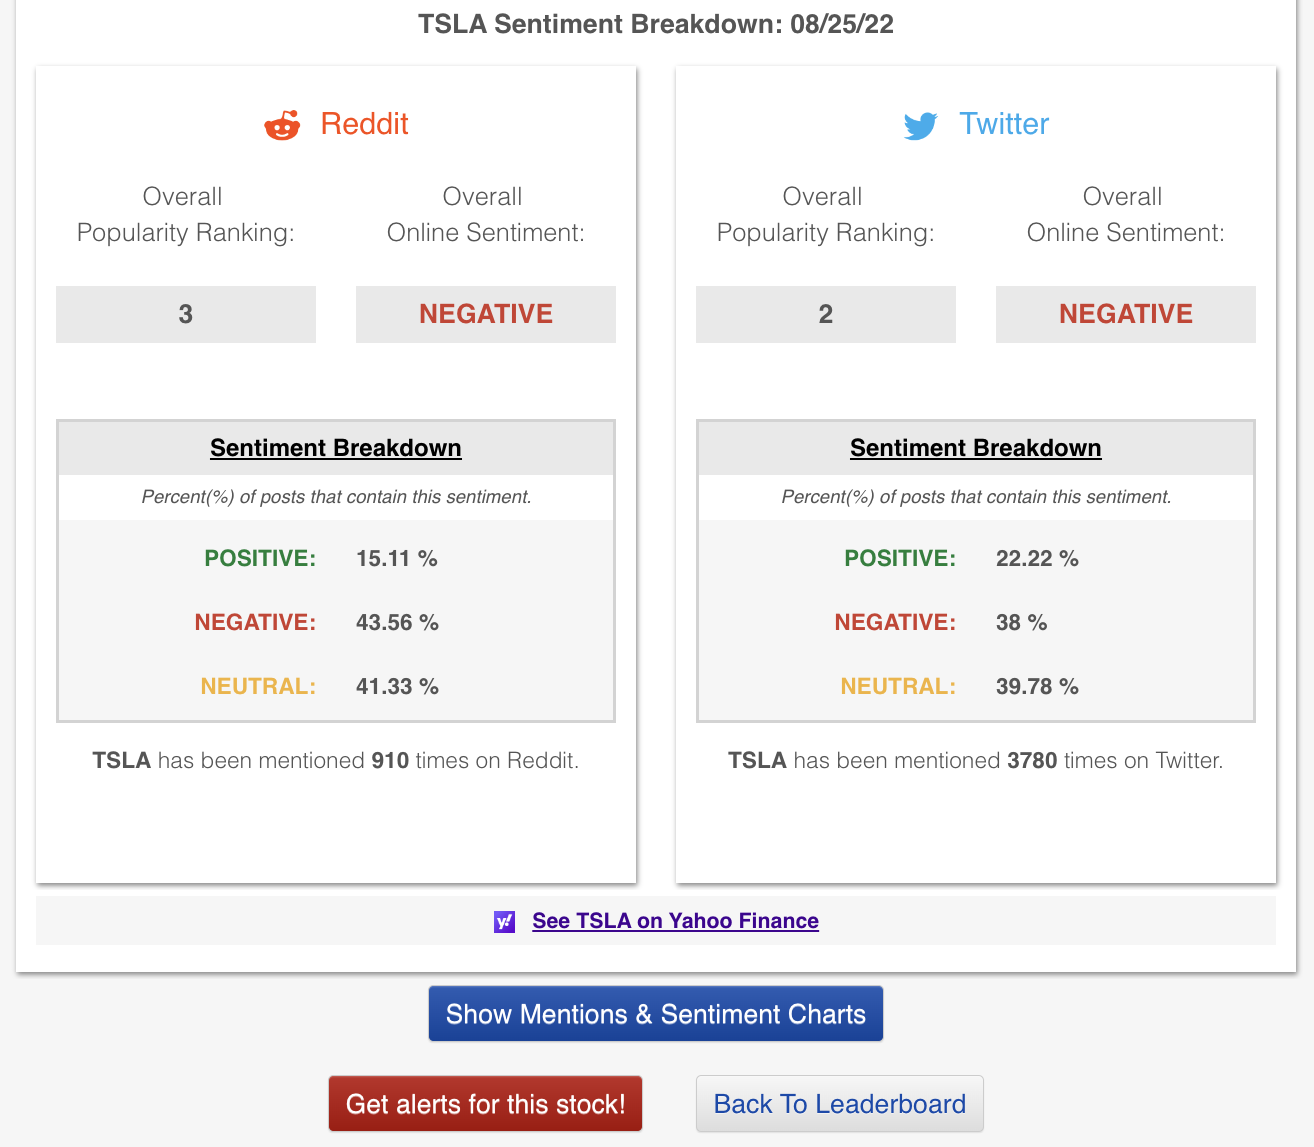 TSLA Sentiment Breakdown: 08/25/22
Reddit
Overall
Popularity Ranking:
Overall
Online Sentiment:
3
NEGATIVE
Sentiment Breakdown
Percent(%) of posts that contain this sentiment.
POSITIVE: 15.11 %
NEGATIVE: 43.56 %
NEUTRAL: 41.33 %
TSLA has been mentioned 910 times on Reddit.
Twitter
Overall
Popularity Ranking:
Overall
Online Sentiment:
2
NEGATIVE
Sentiment Breakdown
Percent(%) of posts that contain this sentiment.
POSITIVE: 22.22 %
NEGATIVE: 38 %
NEUTRAL: 39.78 %
TSLA has been mentioned 3780 times on Twitter.
y! See TSLA on Yahoo Finance
Show Mentions & Sentiment Charts
Get alerts for this stock!
Back To Leaderboard